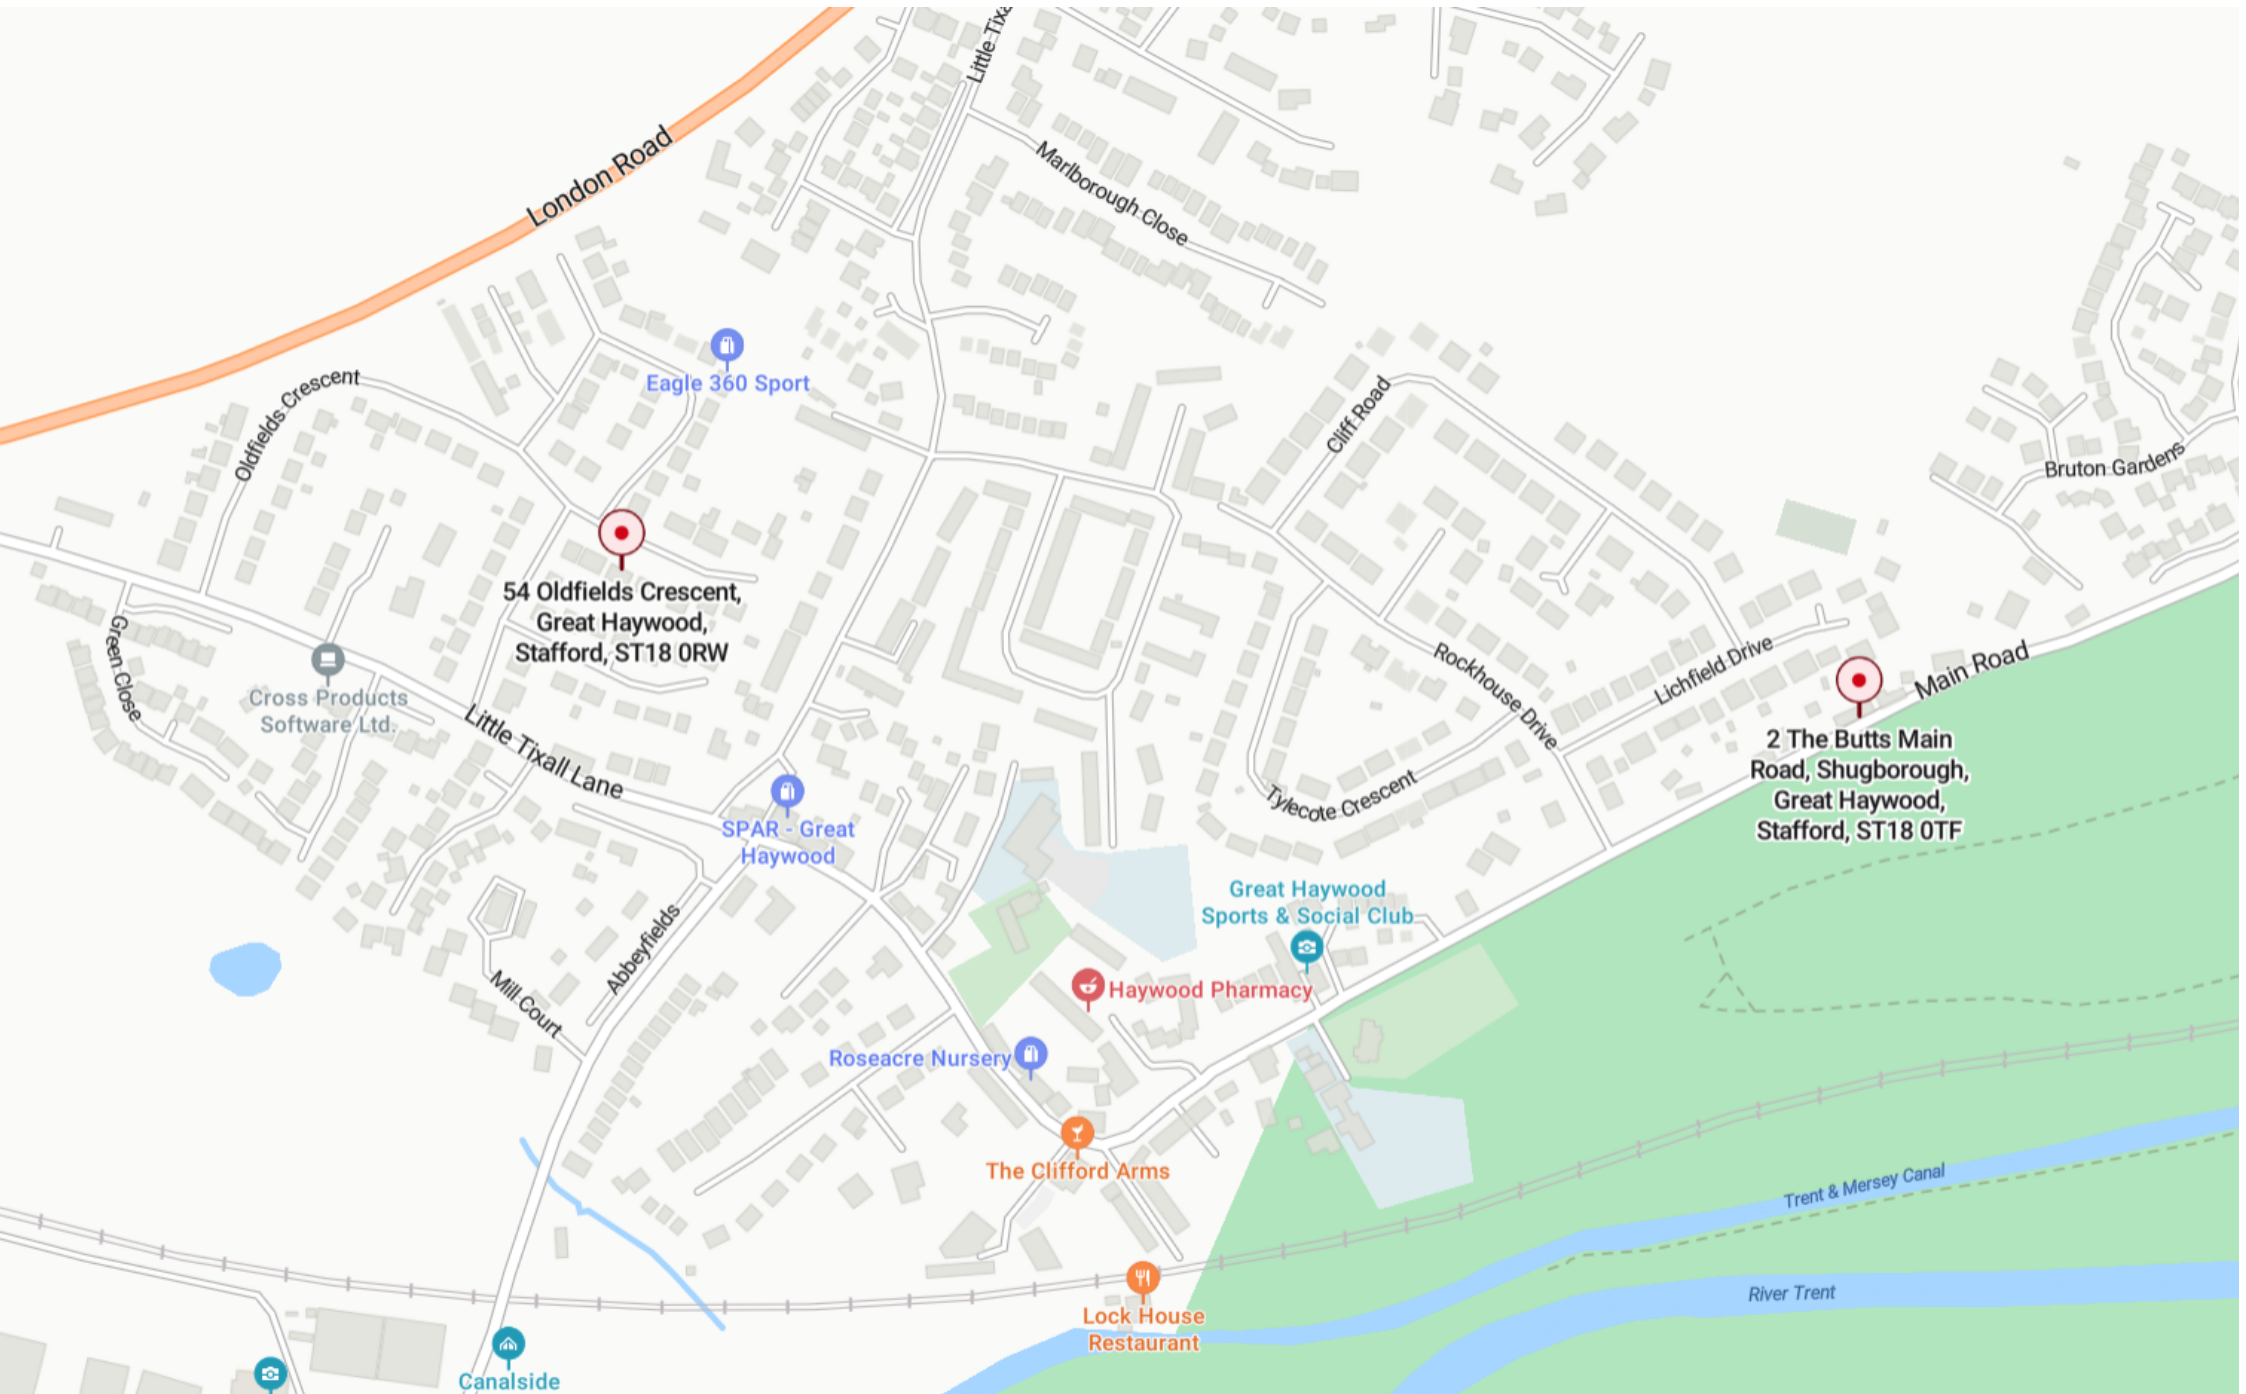 Little Tixa
London Road
Marlborough Close
Eagle 360 Sport
Oldfields Crescent
Cliff Road
Bruton Gardens
54 Oldfields Crescent,
Great Haywood,
Stafford, ST18 0RW
Green Close
Cross Products
Software Ltd.
Little Tixall Lane
Rockhouse Drive
Lichfield Drive
Main Road
2 The Butts Main
Road, Shugborough,
Great Haywood,
Stafford, ST18 0TF
Tylecote Crescent
SPAR - Great
Haywood
Great Haywood
Sports & Social Club
Abbeyfields
Mill Court
Haywood Pharmacy
Roseacre Nursery
The Clifford Arms
Trent & Mersey Canal
River Trent
Lock House
Restaurant
Canalside